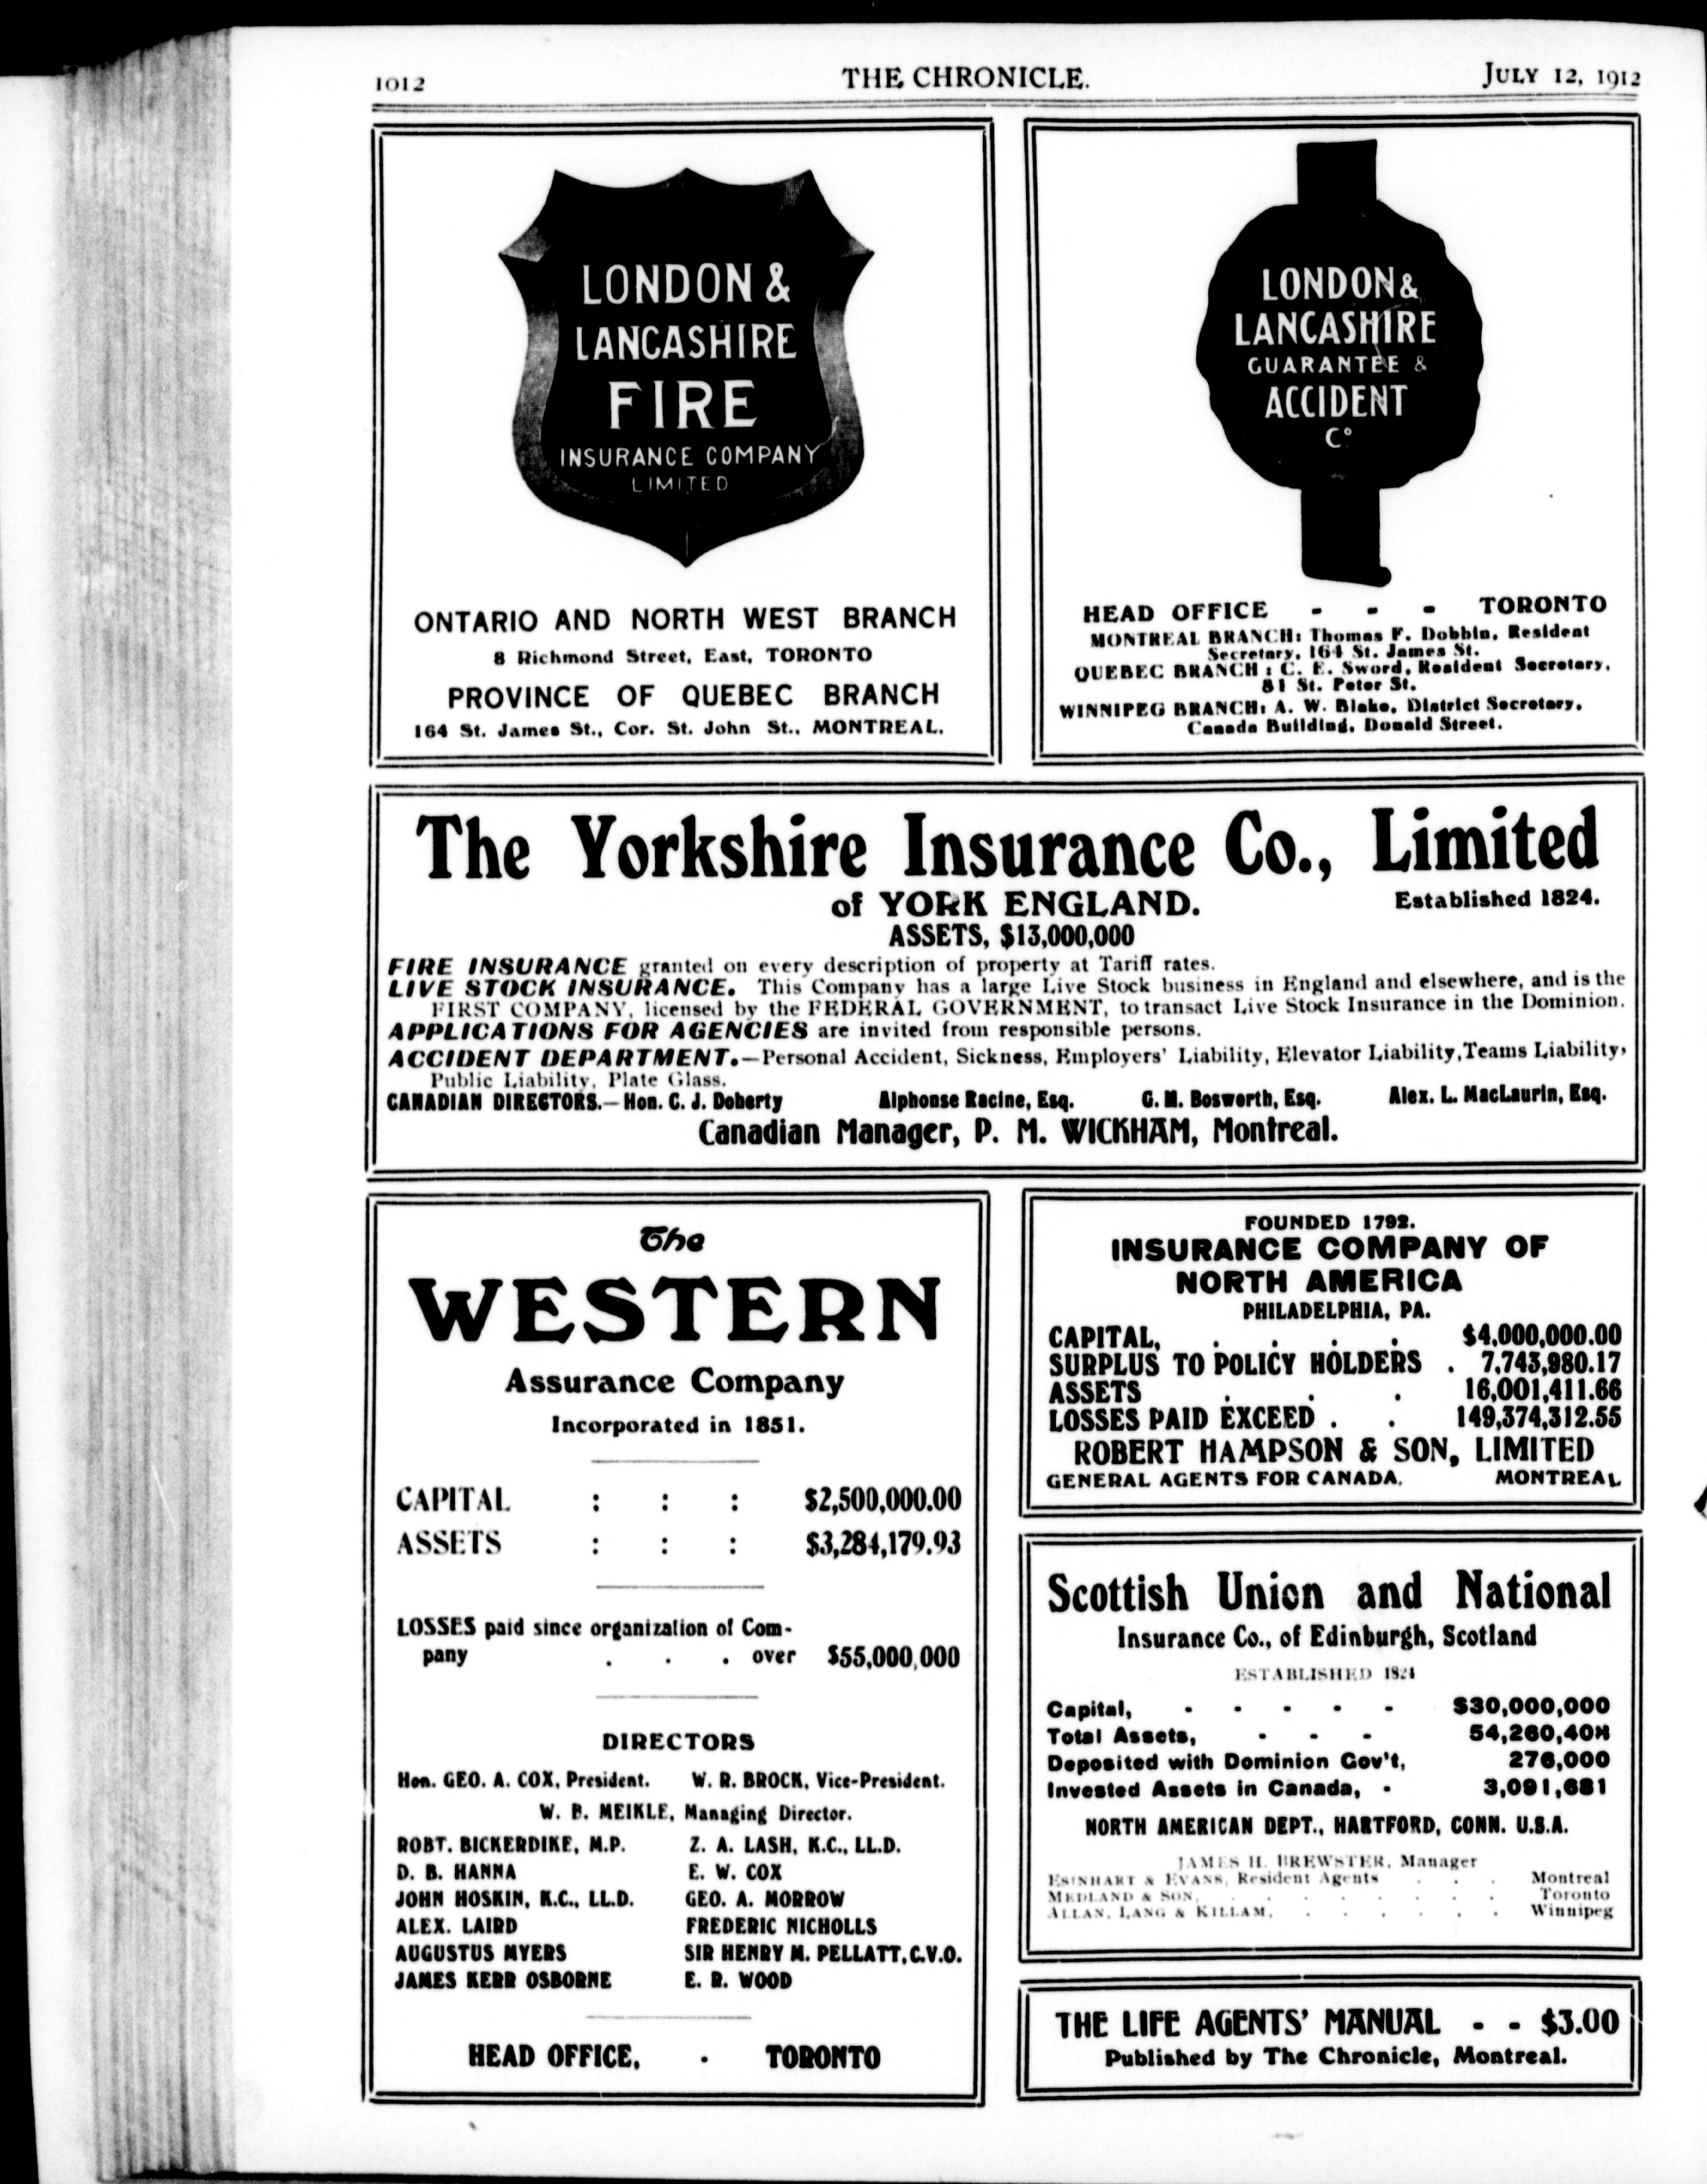 1012
THE CHRONICLE.
JULY 12, 1912
LONDON &
LANCASHIRE
FIRE
INSURANCE COMPANY
LIMITED
ONTARIO AND NORTH WEST BRANCH
8 Richmond Street, East, TORONTO
PROVINCE OF QUEBEC BRANCH
164 St. James St., Cor. St. John St., MONTREAL.
LONDON &
LANCASHIRE
GUARANTEE &
ACCIDENT
Co
HEAD OFFICE - - - TORONTO
MONTREAL BRANCH: Thomas F. Dobbin, Resident
Secretary, 164 St. James St.
QUEBEC BRANCH : C. E. Sword, Resident Secretary,
81 St. Peter St.
WINNIPEG BRANCH: A. W. Blake, District Secretary,
Canada Building, Donald Street.
The Yorkshire Insurance Co., Limited
of YORK ENGLAND.
Established 1824.
ASSETS, $13,000,000
FIRE INSURANCE granted on every description of property at Tariff rates.
LIVE STOCK INSURANCE. This Company has a large Live Stock business in England and elsewhere, and is the
FIRST COMPANY, licensed by the FEDERAL GOVERNMENT, to transact Live Stock Insurance in the Dominion.
APPLICATIONS FOR AGENCIES are invited from responsible persons.
ACCIDENT DEPARTMENT.—Personal Accident, Sickness, Employers' Liability, Elevator Liability, Teams Liability,
Public Liability, Plate Glass.
CANADIAN DIRECTORS.—Hon. C. J. Doherty Alphonse Racine, Esq. G. M. Bosworth, Esq. Alex. L. MacLaurin, Esq.
Canadian Manager, P. M. WICKHAM, Montreal.
The
WESTERN
Assurance Company
Incorporated in 1851.
CAPITAL : : : $2,500,000.00
ASSETS : : : $3,284,179.93
LOSSES paid since organization of Com-
pany . . . over $55,000,000
DIRECTORS
Hon. GEO. A. COX, President. W. R. BROCK, Vice-President.
W. B. MEIKLE, Managing Director.
ROBT. BICKERDIKE, M.P. Z. A. LASH, K.C., LL.D.
D. B. HANNA E. W. COX
JOHN HOSKIN, K.C., LL.D. GEO. A. MORROW
ALEX. LAIRD FREDERIC NICHOLLS
AUGUSTUS MYERS SIR HENRY M. PELLATT, C.V.O.
JAMES KERR OSBORNE E. R. WOOD
HEAD OFFICE, . TORONTO
FOUNDED 1792.
INSURANCE COMPANY OF
NORTH AMERICA
PHILADELPHIA, PA.
CAPITAL, . . . . $4,000,000.00
SURPLUS TO POLICY HOLDERS . 7,743,980.17
ASSETS . . . 16,001,411.66
LOSSES PAID EXCEED . . 149,374,312.55
ROBERT HAMPSON & SON, LIMITED
GENERAL AGENTS FOR CANADA. MONTREAL
Scottish Union and National
Insurance Co., of Edinburgh, Scotland
ESTABLISHED 1824
Capital, - - - - - $30,000,000
Total Assets, - - - 54,260,408
Deposited with Dominion Gov't, 276,000
Invested Assets in Canada, - 3,091,681
NORTH AMERICAN DEPT., HARTFORD, CONN. U.S.A.
JAMES H. BREWSTER, Manager
ESINHART & EVANS, Resident Agents . . . Montreal
MEDLAND & SON, . . . . . . . Toronto
ALLAN, LANG & KILLAM, . . . . . . Winnipeg
THE LIFE AGENTS' MANUAL - - $3.00
Published by The Chronicle, Montreal.